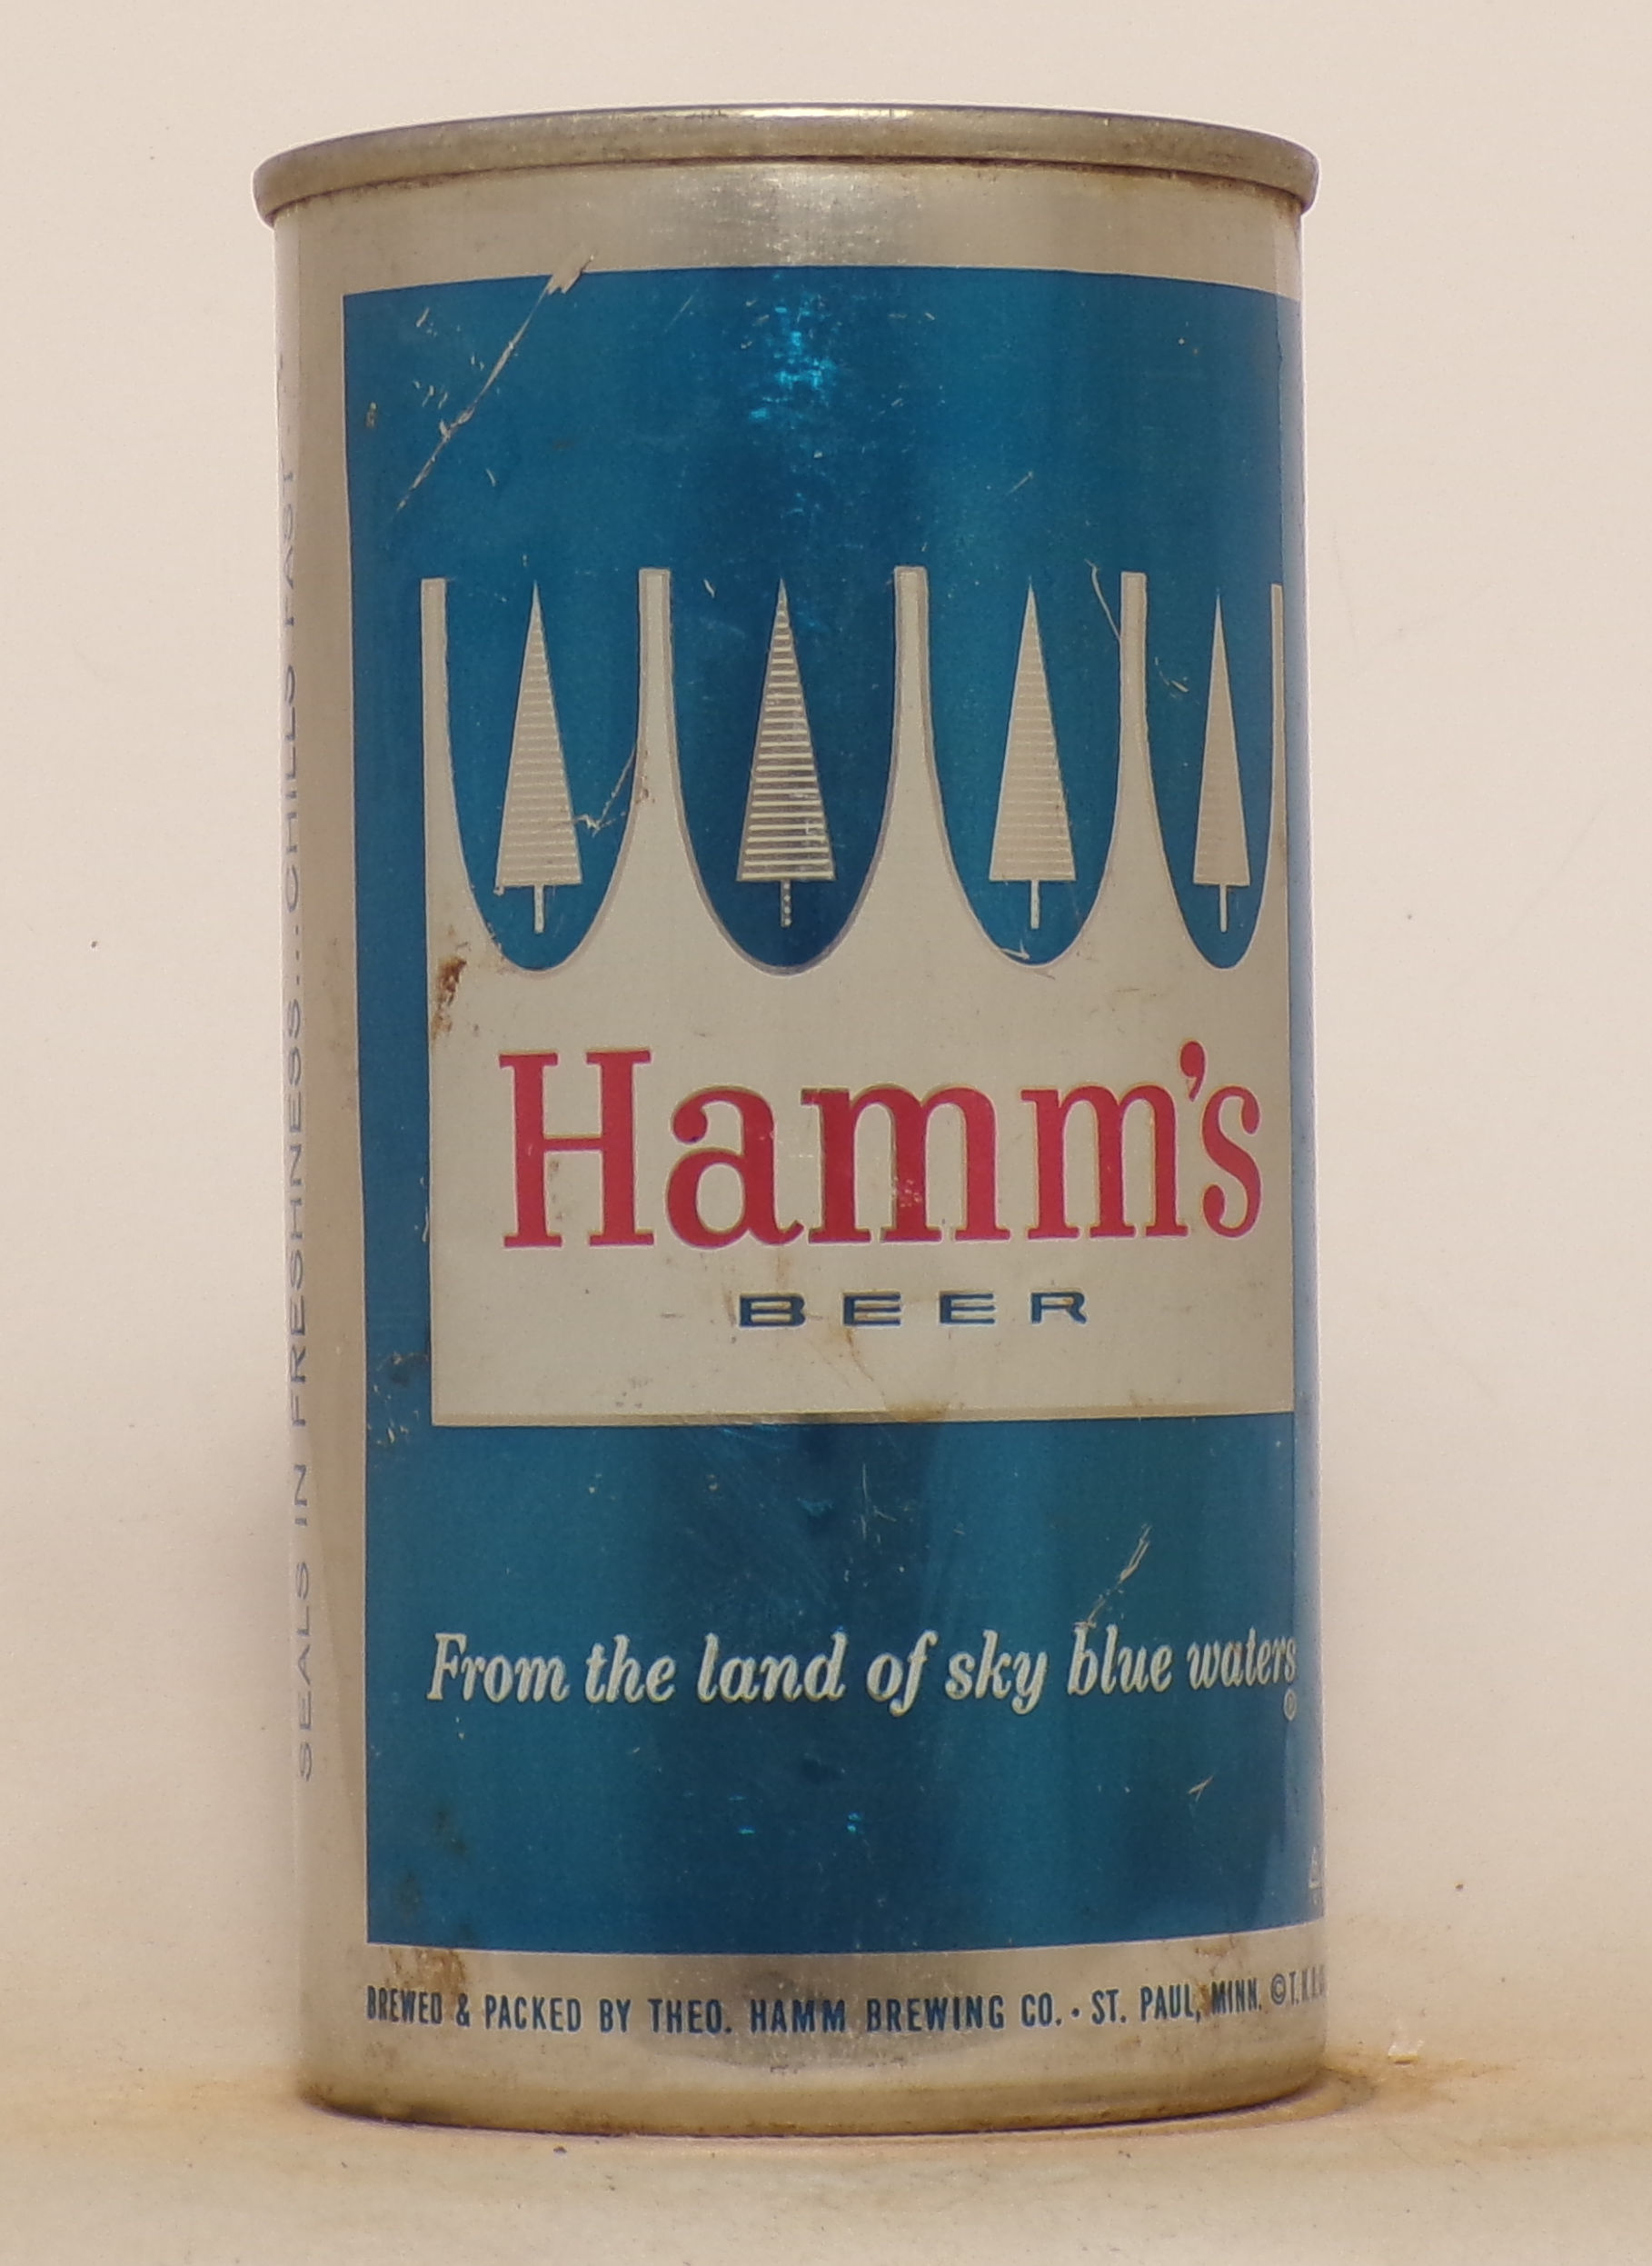 Hamm's
BEER
From the land of sky blue waters
®
BREWED & PACKED BY THEO. HAMM BREWING CO. • ST. PAUL, MINN. ©T.H.B.
SEALS IN FRESHNESS...CHILLS FAST